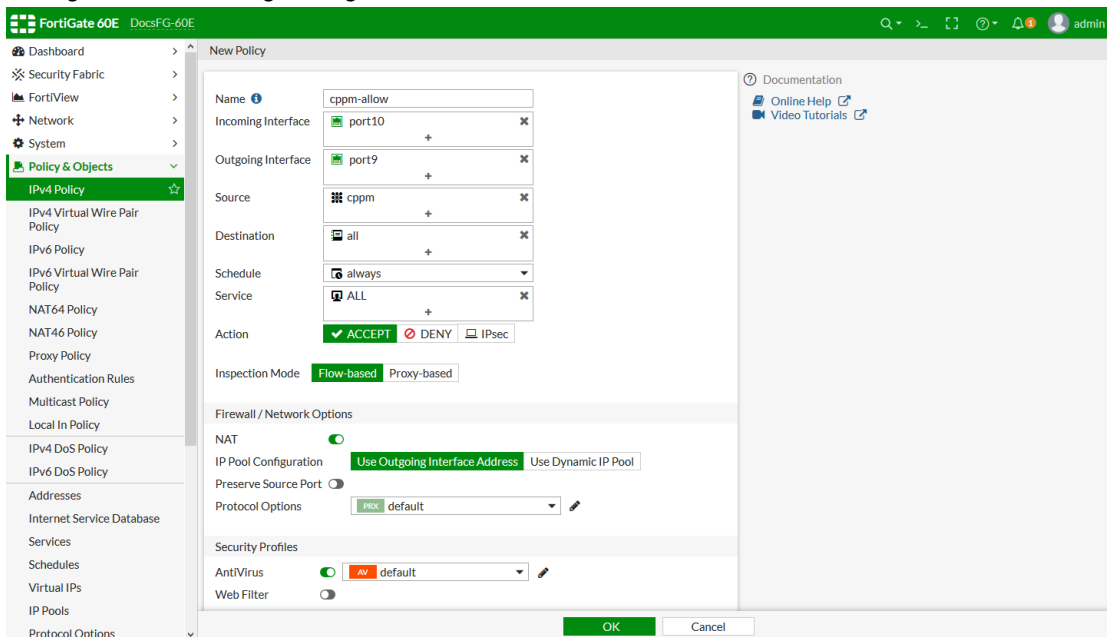 FortiGate 60E DocsFG-60E
1 admin
Dashboard
Security Fabric
FortiView
Network
System
Policy & Objects
IPv4 Policy
IPv4 Virtual Wire Pair
Policy
IPv6 Policy
IPv6 Virtual Wire Pair
Policy
NAT64 Policy
NAT46 Policy
Proxy Policy
Authentication Rules
Multicast Policy
Local In Policy
IPv4 DoS Policy
IPv6 DoS Policy
Addresses
Internet Service Database
Services
Schedules
Virtual IPs
IP Pools
Protocol Options
New Policy
Name cppm-allow
Incoming Interface port10
+
Outgoing Interface port9
+
Source cppm
+
Destination all
+
Schedule always
Service ALL
+
Action ACCEPT DENY IPsec
Inspection Mode Flow-based Proxy-based
Firewall / Network Options
NAT
IP Pool Configuration Use Outgoing Interface Address Use Dynamic IP Pool
Preserve Source Port
Protocol Options PRX default
Security Profiles
AntiVirus AV default
Web Filter
OK Cancel
Documentation
Online Help
Video Tutorials